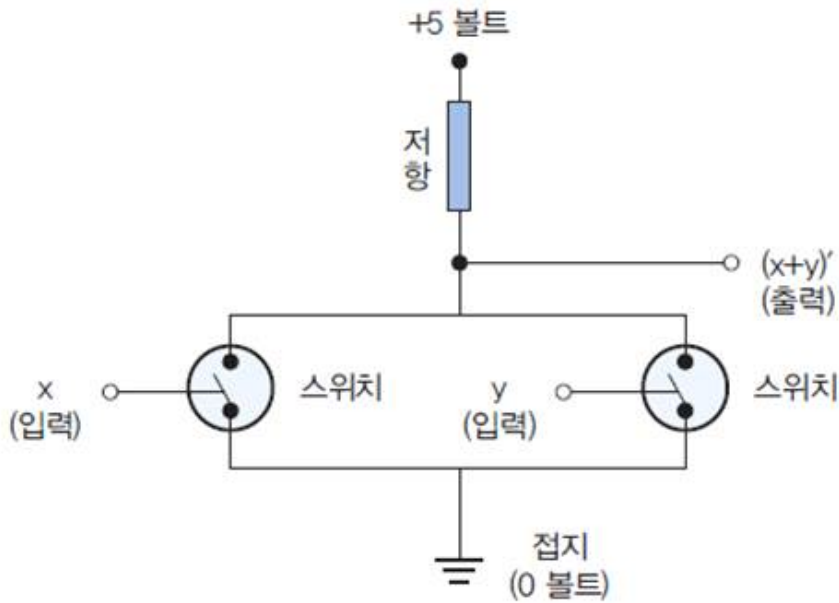 +5 볼트
저
항
(x+y)′
(출력)
x
(입력)
스위치
y
(입력)
스위치
접지
(0 볼트)